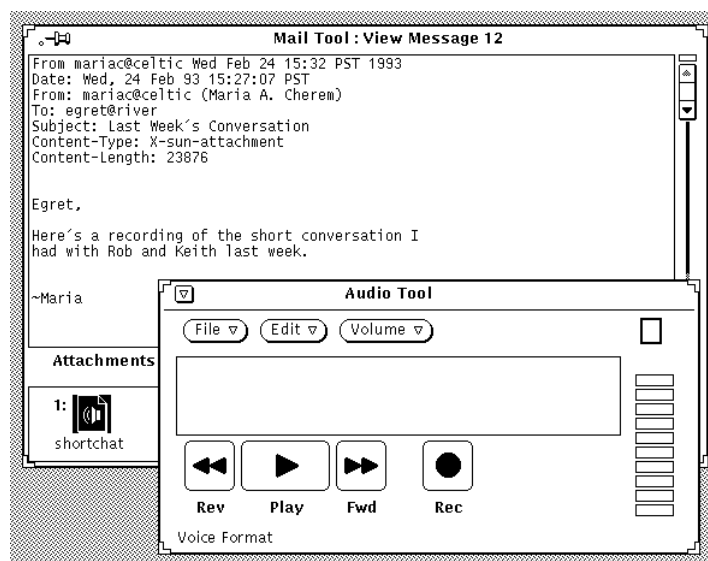 Mail Tool : View Message 12
From mariac@celtic Wed Feb 24 15:32 PST 1993
Date: Wed, 24 Feb 93 15:27:07 PST
From: mariac@celtic (Maria A. Cherem)
To: egret@river
Subject: Last Week´s Conversation
Content-Type: X-sun-attachment
Content-Length: 23876
Egret,
Here´s a recording of the short conversation I
had with Rob and Keith last week.
~Maria
Attachments
1:
shortchat
Audio Tool
File Edit Volume
Rev Play Fwd Rec
Voice Format